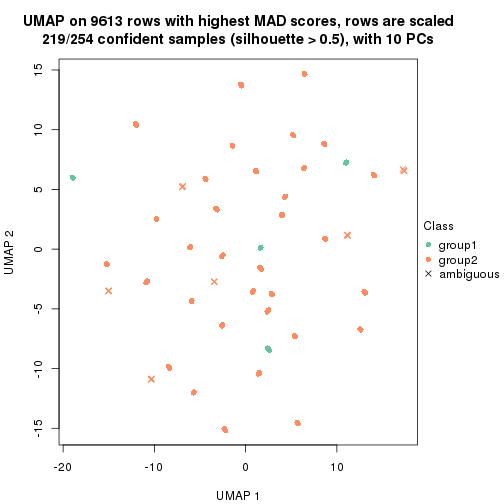 UMAP on 9613 rows with highest MAD scores, rows are scaled
219/254 confident samples (silhouette > 0.5), with 10 PCs
15
10
5
0
-5
-10
-15
UMAP 2
-20
-10
0
10
UMAP 1
Class
group1
group2
ambiguous